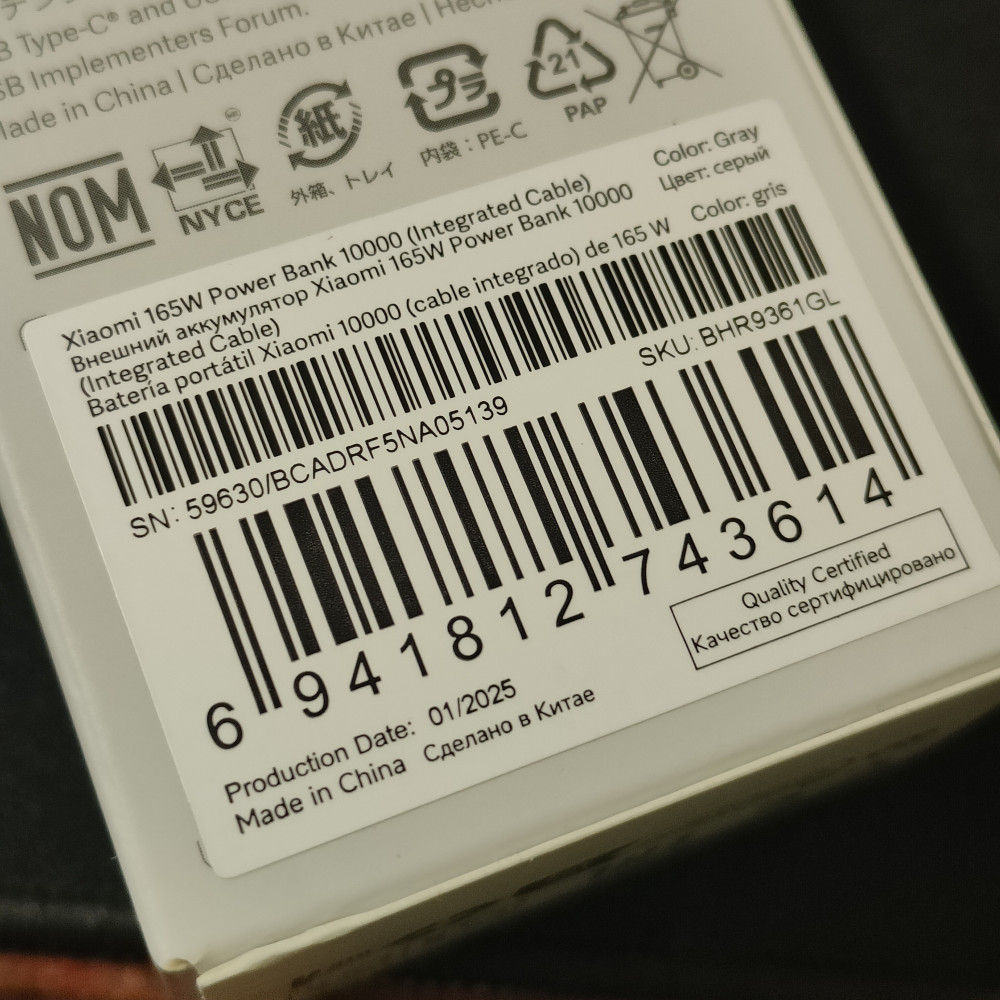 B Type-C® and US
SB Implementers Forum.
Made in China | Сделано в Китае | Hech
NOM
NYCE
紙
外箱、トレイ
プラ
内袋：PE-C
21
PAP
Xiaomi 165W Power Bank 10000 (Integrated Cable)
Внешний аккумулятор Xiaomi 165W Power Bank 10000
(Integrated Cable)
Batería portátil Xiaomi 10000 (cable integrado) de 165 W
Color: Gray
Цвет: серый
Color: gris
SN: 59630/BCADRF5NA05139
SKU: BHR9361GL
6 941812 743614
Quality Certified
Качество сертифицировано
Production Date: 01/2025
Made in China Сделано в Китае